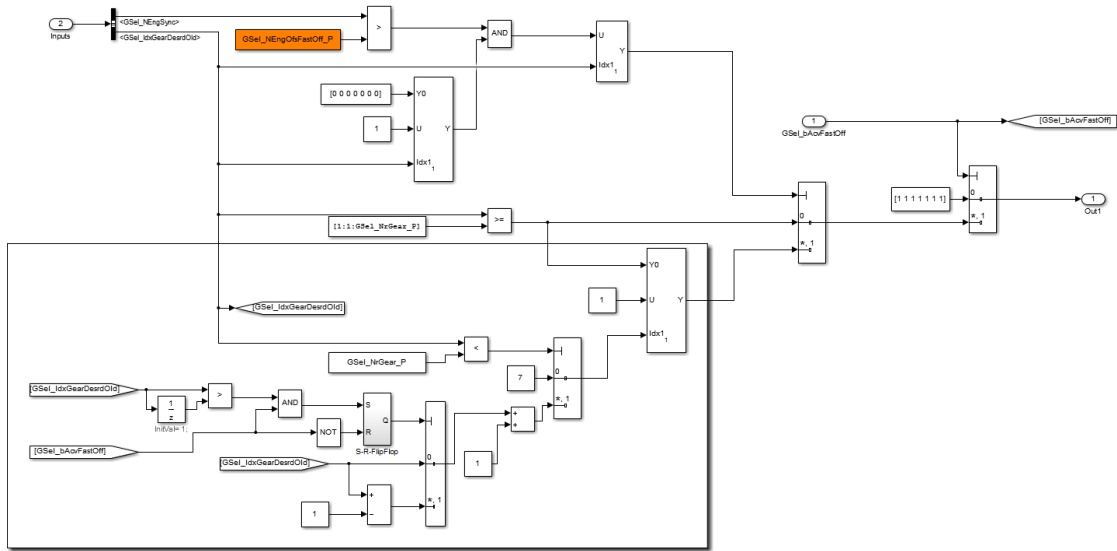 2
Inputs
<GSel_NEngSync>
<GSel_IdxGearDesrdOld>
GSel_NEngOfsFastOff_P
>
AND
U
Y
Idx1
1
[0 0 0 0 0 0 0]
Y0
1
U
Y
Idx1
1
1
GSel_bAcvFastOff
[GSel_bAcvFastOff]
[1 1 1 1 1 1 1]
0
*, 1
1
Out1
0
*, 1
[1:1:GSel_NrGear_P]
>=
Y0
1
U
Y
Idx1
1
[GSel_IdxGearDesrdOld]
GSel_NrGear_P
<
7
0
*, 1
[GSel_IdxGearDesrdOld]
1
z
InitVal= 1;
>
AND
[GSel_bAcvFastOff]
NOT
S
Q
R
S-R-FlipFlop
[GSel_IdxGearDesrdOld]
0
*, 1
1
+
−
+
+
1